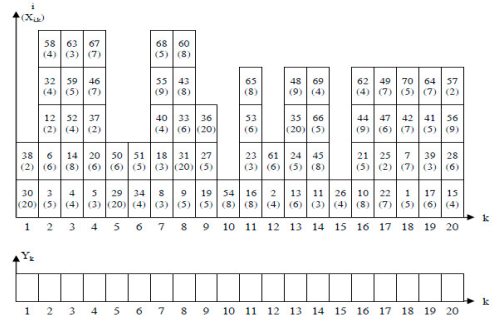 i
(X_{i,k})
58 63 67 68 60
(4) (3) (7) (5) (8)
32 59 46 55 43 65 48 69 62 49 70 64 57
(4) (5) (7) (9) (8) (8) (9) (4) (4) (7) (5) (7) (2)
12 52 37 40 33 36 53 35 66 44 47 42 41 56
(2) (4) (2) (4) (6) (20) (6) (20) (5) (9) (6) (7) (5) (9)
38 6 14 20 50 51 18 31 27 23 61 24 45 21 25 7 39 28
(2) (2) (8) (6) (6) (5) (3) (20) (5) (3) (6) (5) (8) (5) (2) (7) (3) (6)
30 3 4 5 29 34 8 9 19 54 16 2 13 11 26 10 22 1 17 15
(20) (5) (4) (3) (20) (4) (3) (5) (5) (8) (8) (4) (6) (3) (4) (8) (7) (5) (6) (4)
k
1 2 3 4 5 6 7 8 9 10 11 12 13 14 15 16 17 18 19 20
Y_k
k
1 2 3 4 5 6 7 8 9 10 11 12 13 14 15 16 17 18 19 20